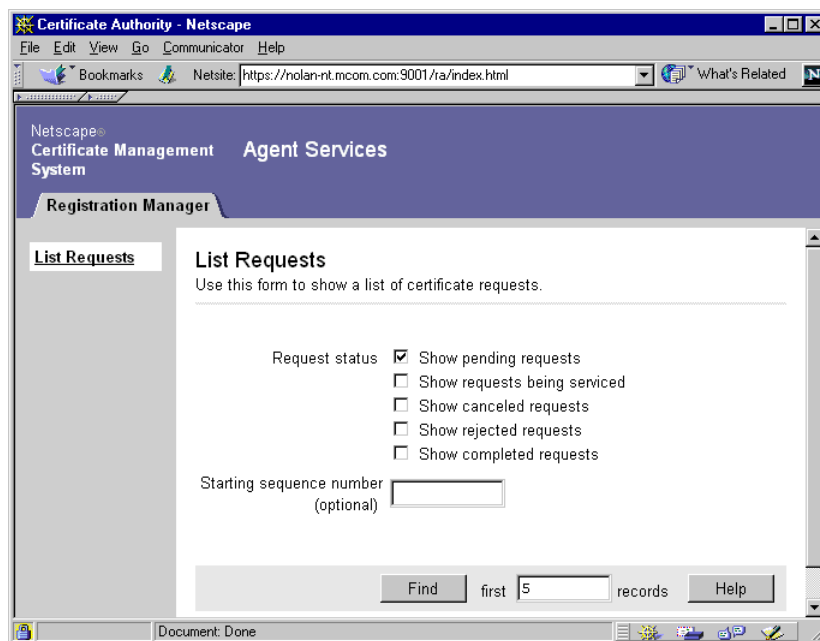 Certificate Authority - Netscape
File Edit View Go Communicator Help
Bookmarks Netsite: https://nolan-nt.mcom.com:9001/ra/index.html What's Related N
Netscape®
Certificate Management
System
Agent Services
Registration Manager
List Requests
List Requests
Use this form to show a list of certificate requests.
Request status Show pending requests
Show requests being serviced
Show canceled requests
Show rejected requests
Show completed requests
Starting sequence number
(optional)
Find first 5 records Help
Document: Done